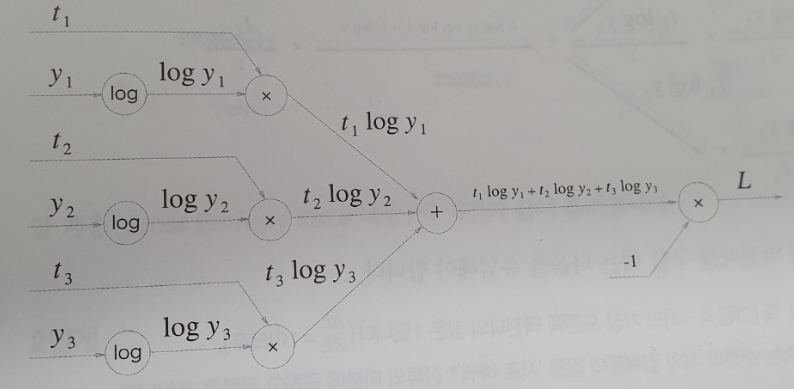 t₁
y₁ log log y₁ ×
t₁ log y₁
t₂
y₂ log log y₂ × t₂ log y₂ + t₁ log y₁ + t₂ log y₂ + t₃ log y₃ × L
-1
t₃
t₃ log y₃
y₃ log log y₃ ×